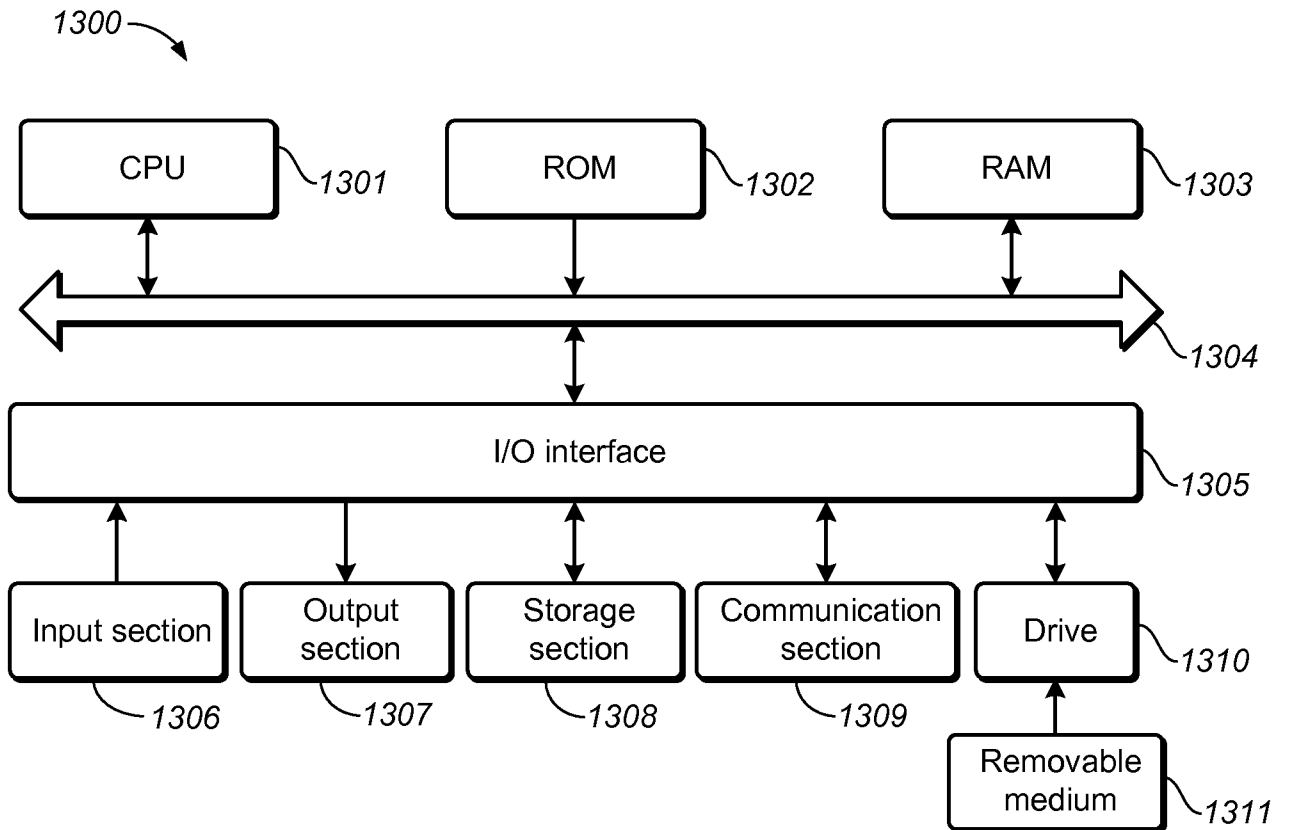 1300
CPU
1301
ROM
1302
RAM
1303
1304
I/O interface
1305
Input section
1306
Output
section
1307
Storage
section
1308
Communication
section
1309
Drive
1310
Removable
medium
1311